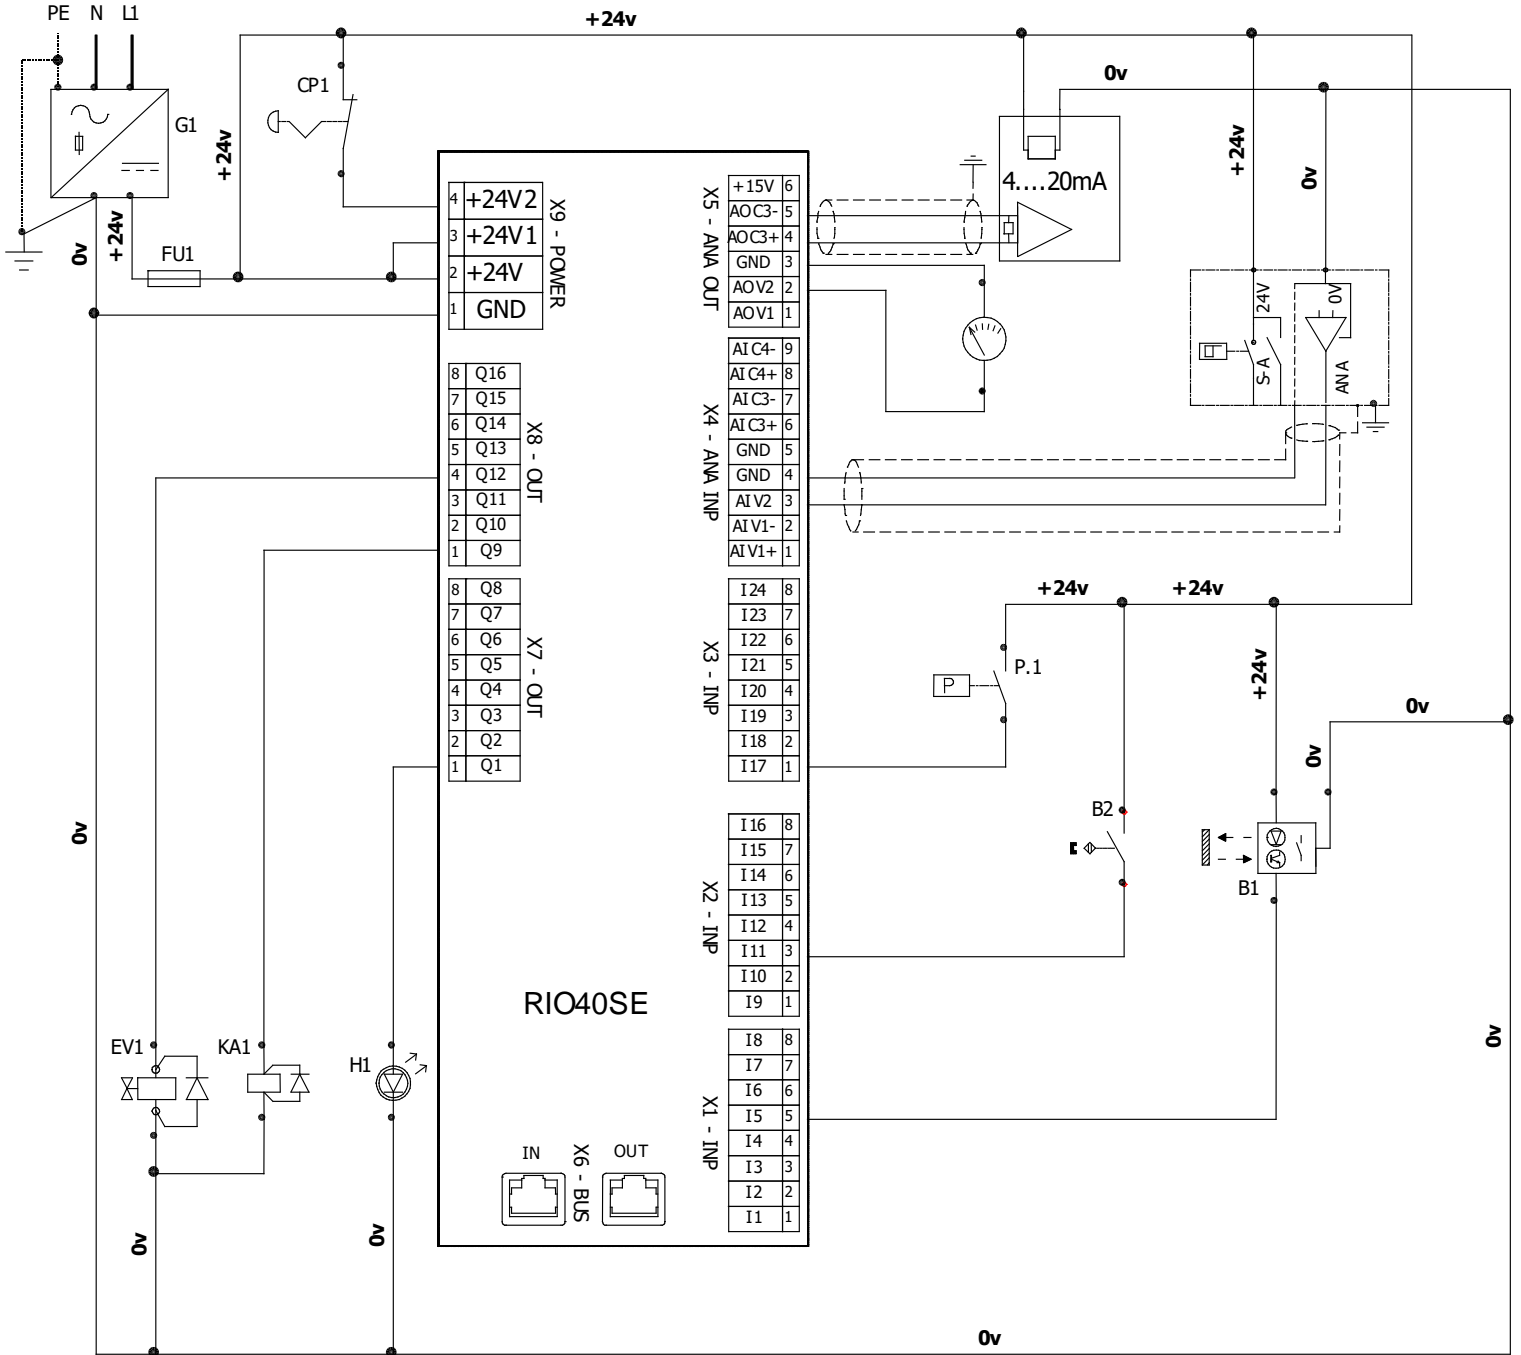 PE N L1
+24v
0v
CP1
G1
+24v
+24v
0v
4....20mA
0v
+24v
FU1
4 +24V2
3 +24V1
2 +24V
1 GND
X9 - POWER
X5 - ANA OUT
+15V 6
AOC3- 5
AOC3+ 4
GND 3
AOV2 2
AOV1 1
24V
0V
S-A
ANA
8 Q16
7 Q15
6 Q14
5 Q13
4 Q12
3 Q11
2 Q10
1 Q9
X8 - OUT
X4 - ANA INP
AIC4- 9
AIC4+ 8
AIC3- 7
AIC3+ 6
GND 5
GND 4
AIV2 3
AIV1- 2
AIV1+ 1
8 Q8
7 Q7
6 Q6
5 Q5
4 Q4
3 Q3
2 Q2
1 Q1
X7 - OUT
X3 - INP
I24 8
I23 7
I22 6
I21 5
I20 4
I19 3
I18 2
I17 1
+24v
+24v
P
P.1
+24v
0v
0v
0v
X2 - INP
I16 8
I15 7
I14 6
I13 5
I12 4
I11 3
I10 2
I9 1
B2
B1
RIO40SE
EV1
KA1
H1
X1 - INP
I8 8
I7 7
I6 6
I5 5
I4 4
I3 3
I2 2
I1 1
0v
IN
X6 - BUS
OUT
0v
0v
0v